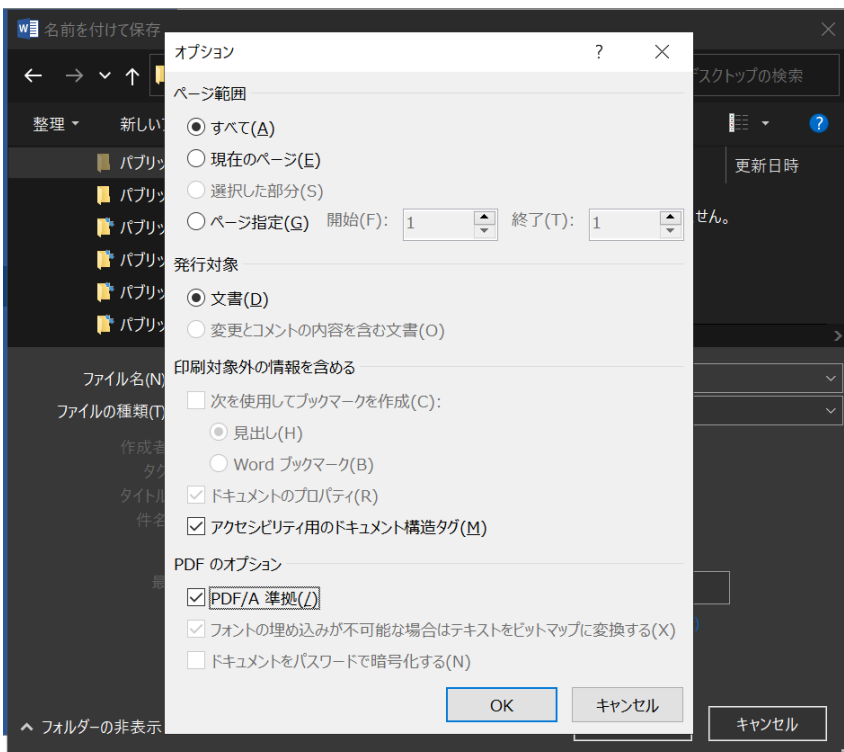 名前を付けて保存
オプション ? ×
デスクトップの検索
ページ範囲
整理 新しい
すべて(A)
現在のページ(E)
選択した部分(S)
ページ指定(G) 開始(F): 1 終了(T): 1
更新日時
せん。
パブリッ
パブリッ
パブリッ
パブリッ
パブリッ
パブリッ
発行対象
文書(D)
変更とコメントの内容を含む文書(O)
印刷対象外の情報を含める
ファイル名(N)
次を使用してブックマークを作成(C):
ファイルの種類(T)
見出し(H)
作成者
Word ブックマーク(B)
タグ
ドキュメントのプロパティ(R)
タイトル
アクセシビリティ用のドキュメント構造タグ(M)
件名
PDF のオプション
PDF/A 準拠(/)
フォントの埋め込みが不可能な場合はテキストをビットマップに変換する(X)
ドキュメントをパスワードで暗号化する(N)
OK キャンセル
フォルダーの非表示
キャンセル